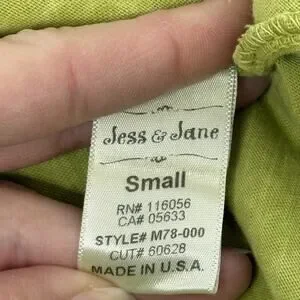 Jess & Jane
Small
RN# 116056
CA# 05633
STYLE# M78-000
CUT# 60628
MADE IN U.S.A.